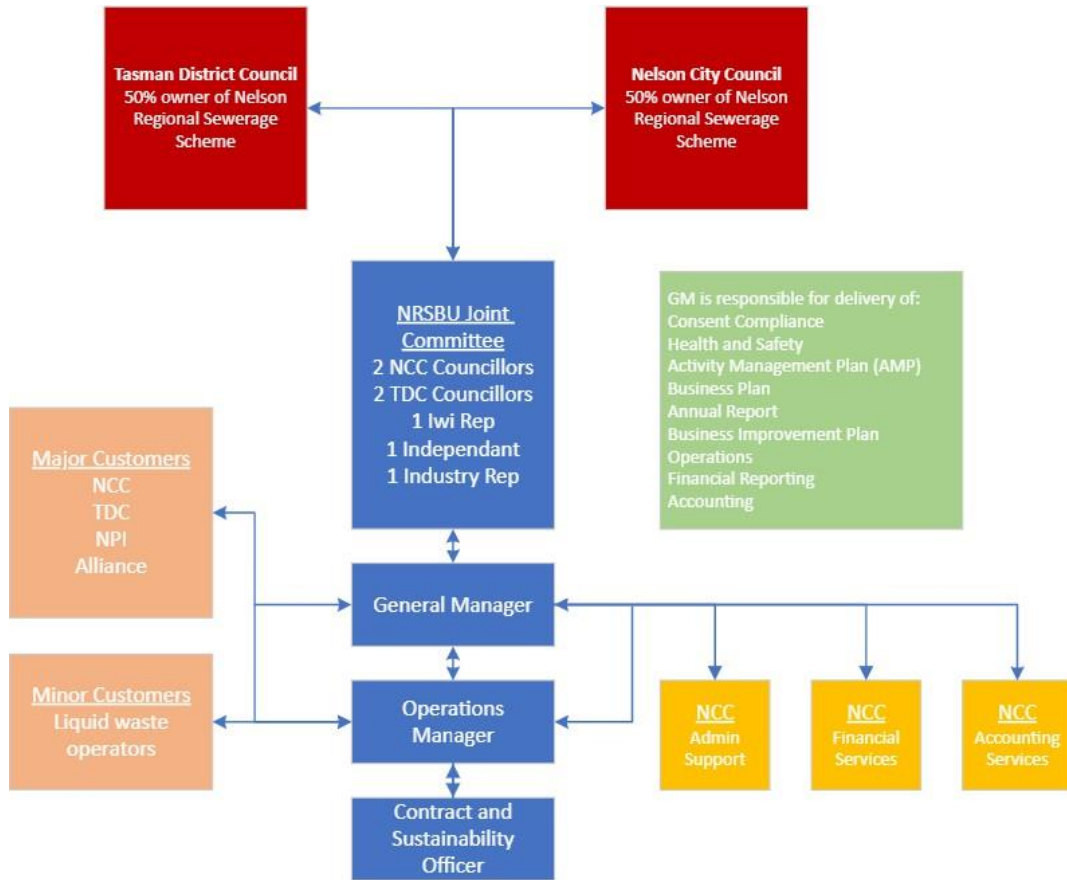 Tasman District Council
50% owner of Nelson
Regional Sewerage
Scheme
Nelson City Council
50% owner of Nelson
Regional Sewerage
Scheme
NRSBU Joint
Committee
2 NCC Councillors
2 TDC Councillors
1 Iwi Rep
1 Independant
1 Industry Rep
GM is responsible for delivery of:
Consent Compliance
Health and Safety
Activity Management Plan (AMP)
Business Plan
Annual Report
Business Improvement Plan
Operations
Financial Reporting
Accounting
Major Customers
NCC
TDC
NPI
Alliance
General Manager
Minor Customers
Liquid waste
operators
Operations
Manager
NCC
Admin
Support
NCC
Financial
Services
NCC
Accounting
Services
Contract and
Sustainability
Officer